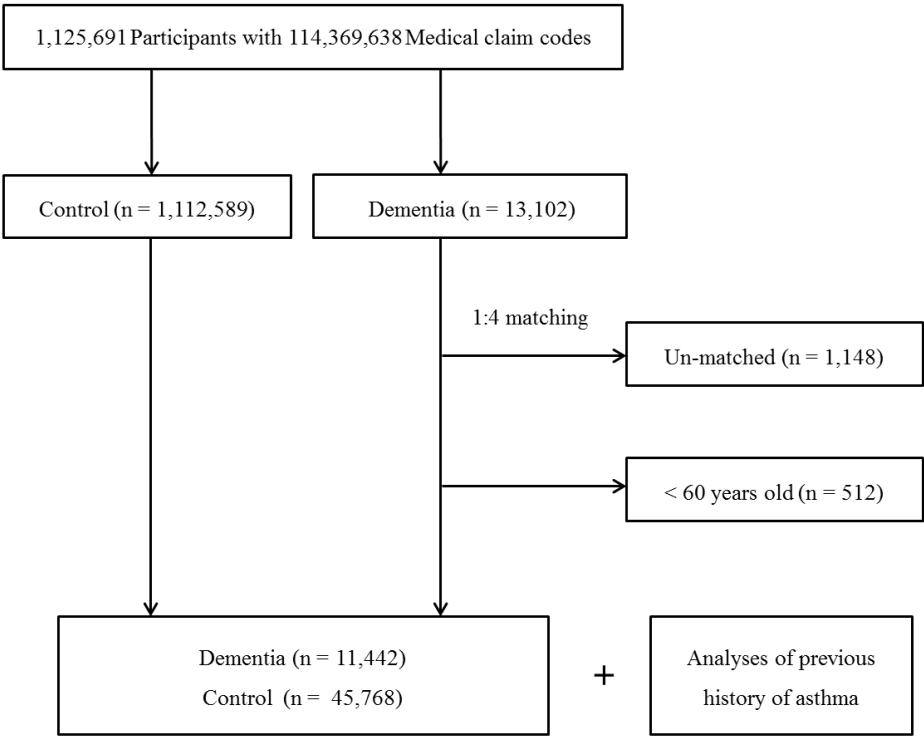 1,125,691 Participants with 114,369,638 Medical claim codes
Control (n = 1,112,589)
Dementia (n = 13,102)
1:4 matching
Un-matched (n = 1,148)
< 60 years old (n = 512)
Dementia (n = 11,442)
Control (n = 45,768)
+
Analyses of previous
history of asthma